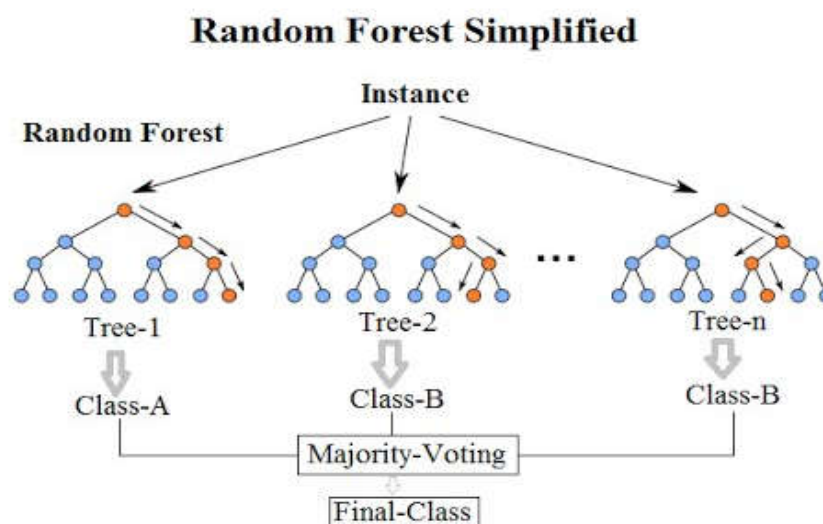 Random Forest Simplified
Instance
Random Forest
...
Tree-1
Tree-2
Tree-n
Class-A
Class-B
Class-B
Majority-Voting
Final-Class